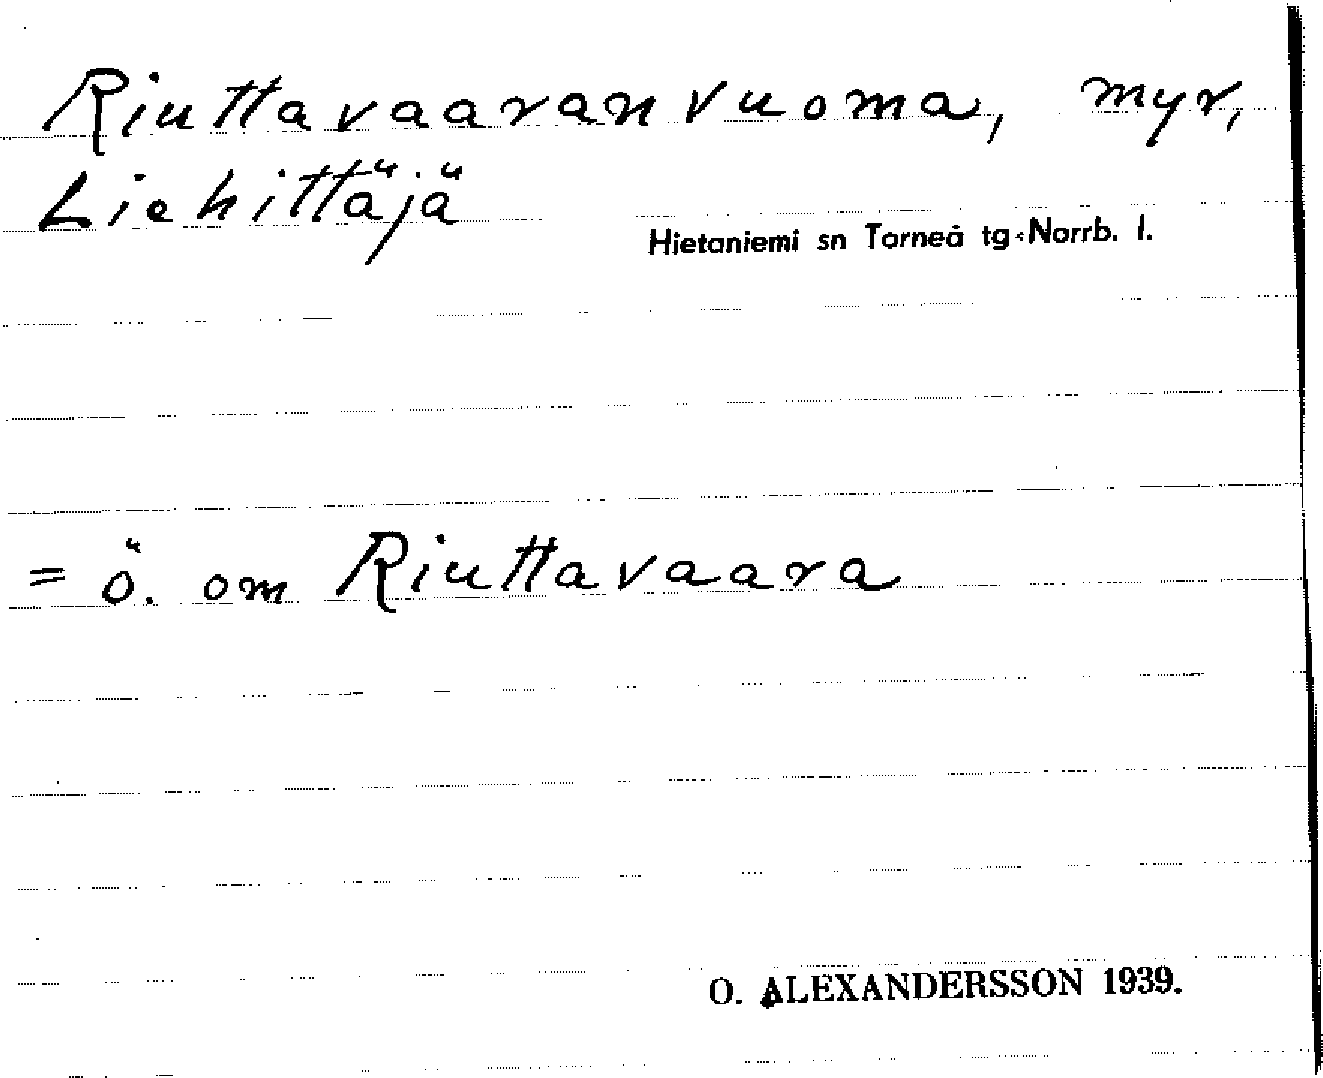 Riuttavaaranvuoma, myr,
Liehittäjä
Hietaniemi sn Torneå tg. Norrb. l.
= ö. om Riuttavaara
O. ALEXANDERSSON 1939.